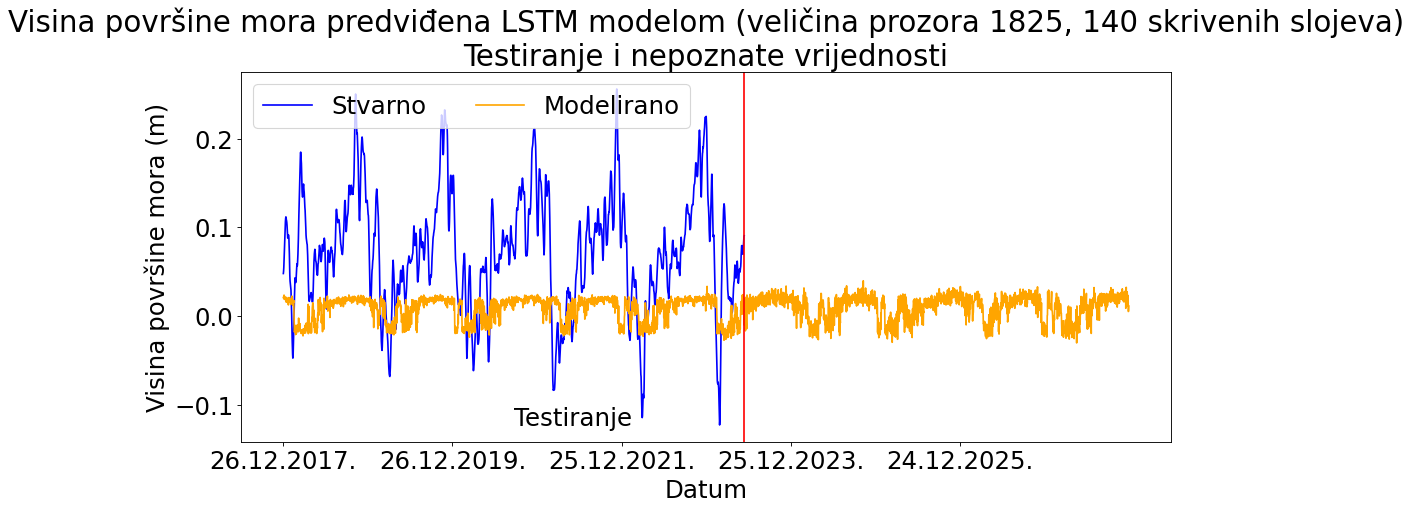 Visina površine mora predviđena LSTM modelom (veličina prozora 1825, 140 skrivenih slojeva)
Testiranje i nepoznate vrijednosti
Stvarno
Modelirano
Visina površine mora (m)
0.2
0.1
0.0
−0.1
Testiranje
26.12.2017.
26.12.2019.
25.12.2021.
25.12.2023.
24.12.2025.
Datum